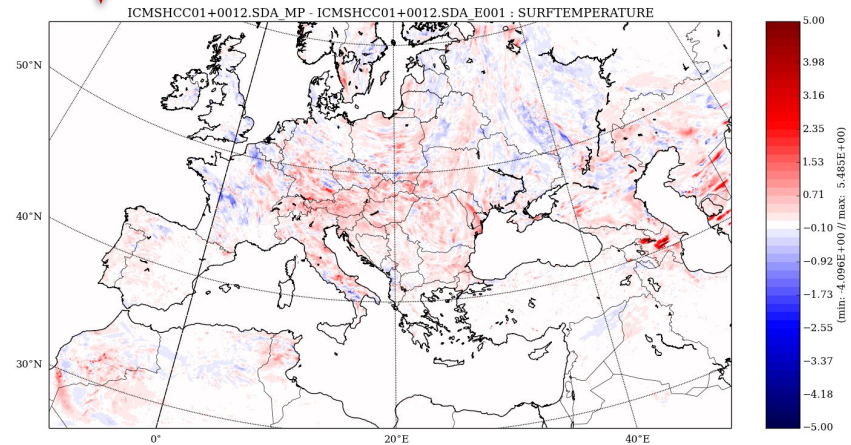 ICMSHCC01+0012.SDA_MP - ICMSHCC01+0012.SDA_E001 : SURFTEMPERATURE
50°N
40°N
30°N
0°
20°E
40°E
5.00
3.98
3.16
2.35
1.53
0.71
−0.10
−0.92
−1.73
−2.55
−3.37
−4.18
−5.00
(min: -4.096E+00 // max: 5.485E+00)